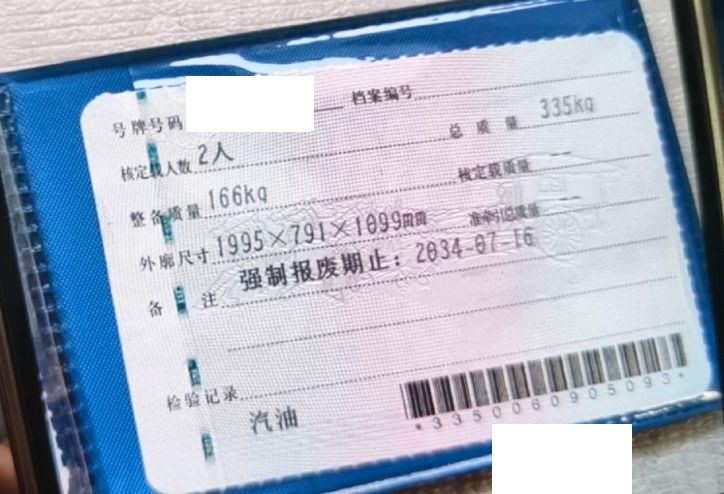 号牌号码 档案编号
核定载人数 2人 总质量 335kg
整备质量 166kg 核定载质量 --
外廓尺寸 1995×791×1099mm 准牵引总质量 --
备注 强制报废期止：2034-07-16
检验记录
汽油
*3350060905093*